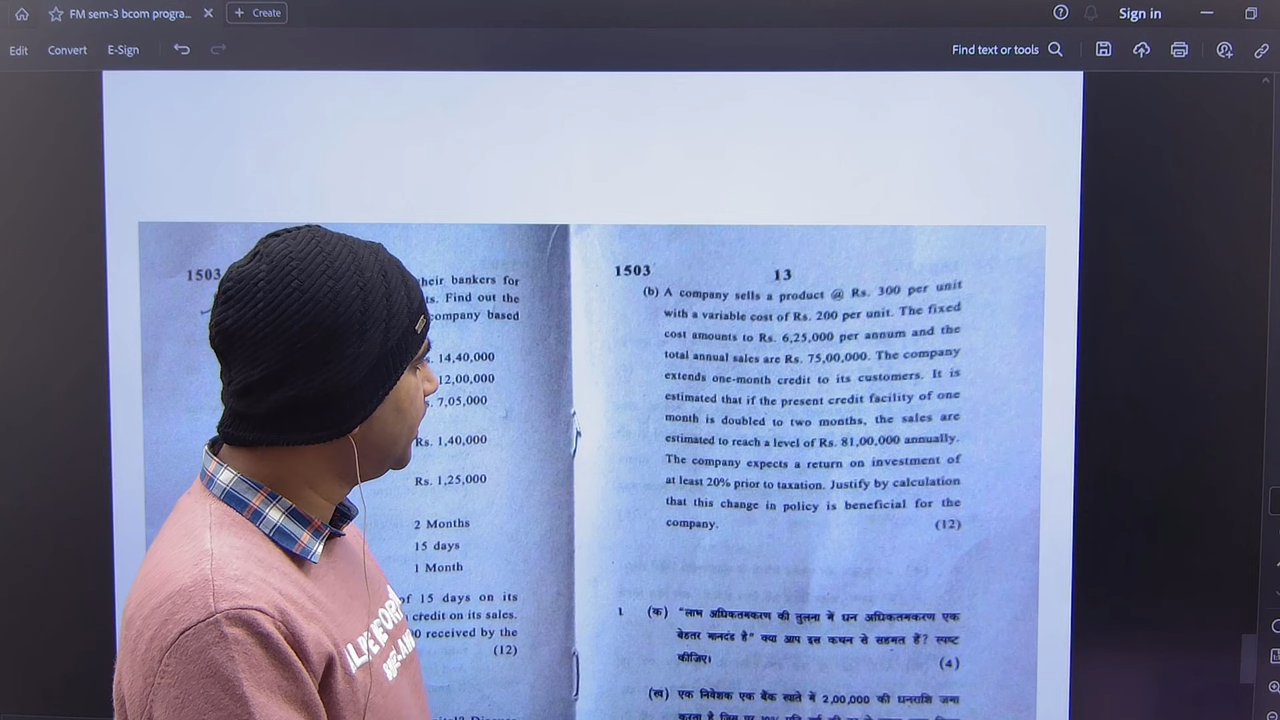 FM sem-3 bcom progra...
Create
Sign in
Edit Convert E-Sign
Find text or tools
1503
their bankers for
Find out the
company based
14,40,000
12,00,000
7,05,000
Rs. 1,40,000
Rs. 1,25,000
2 Months
15 days
1 Month
of 15 days on its
credit on its sales.
received by the
(12)
1503 13
(b) A company sells a product @ Rs. 300 per unit
with a variable cost of Rs. 200 per unit. The fixed
cost amounts to Rs. 6,25,000 per annum and the
total annual sales are Rs. 75,00,000. The company
extends one-month credit to its customers. It is
estimated that if the present credit facility of one
month is doubled to two months, the sales are
estimated to reach a level of Rs. 81,00,000 annually.
The company expects a return on investment of
at least 20% prior to taxation. Justify by calculation
that this change in policy is beneficial for the
company. (12)
1 (क) "लाभ अधिकतमकरण की तुलना में धन अधिकतमकरण एक
बेहतर मानदंड है" क्या आप इस कथन से सहमत हैं? स्पष्ट
कीजिए। (4)
(ख) एक निवेशक एक बैंक खाते में 2,00,000 की धनराशि जमा